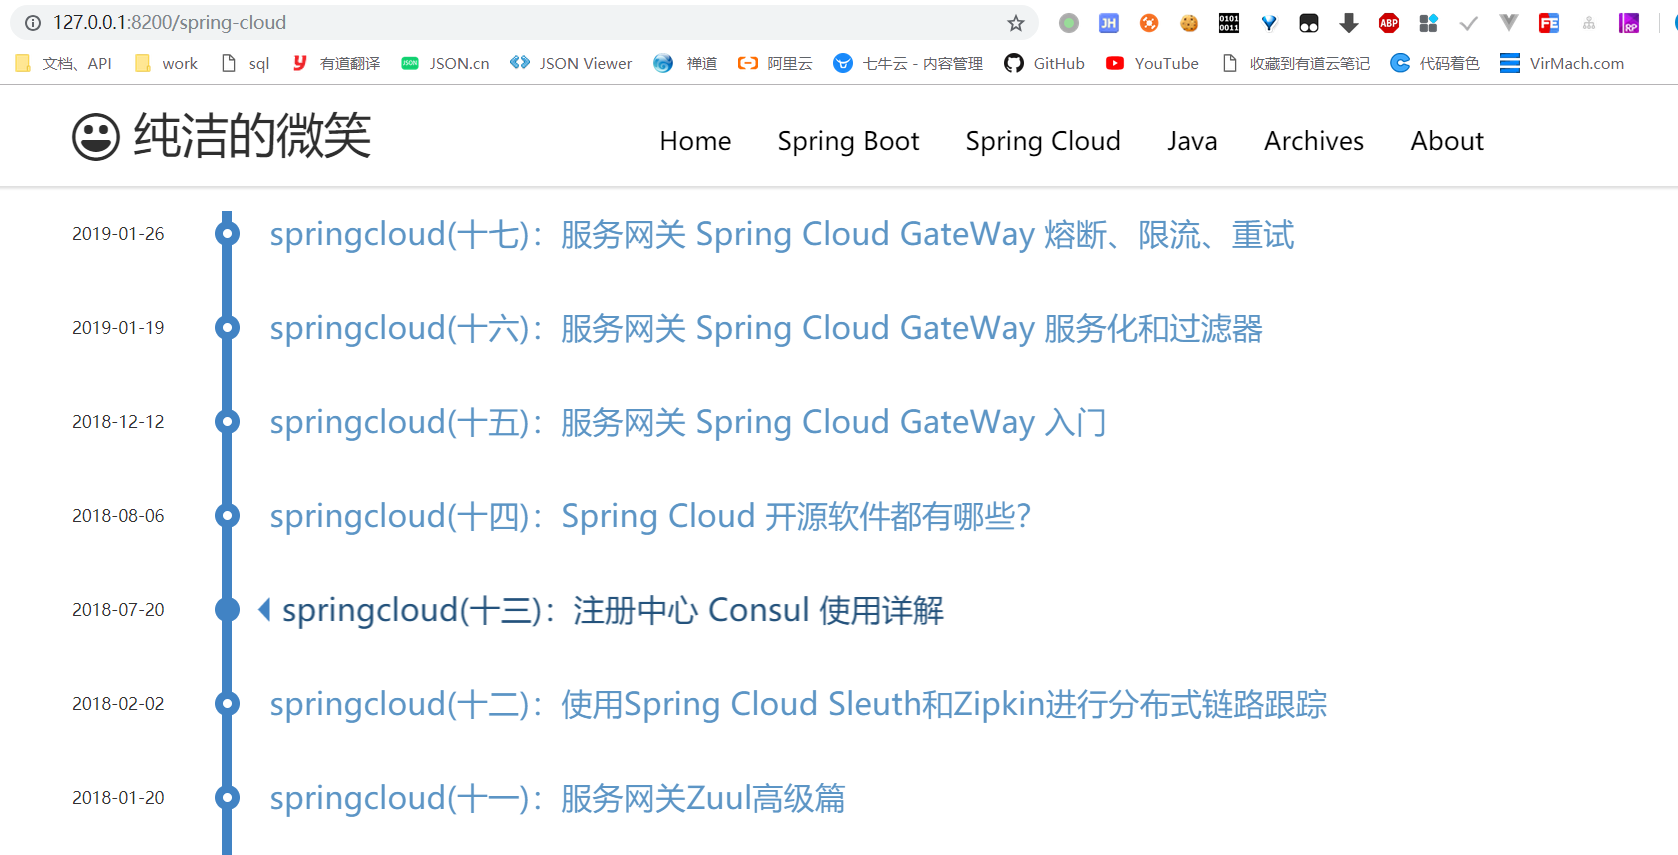 127.0.0.1:8200/spring-cloud
JH
0101
0011
ABP
FE
RP
文档、API work sql 有道翻译 JSON.cn JSON Viewer 禅道 阿里云 七牛云 - 内容管理 GitHub YouTube 收藏到有道云笔记 代码着色 VirMach.com
纯洁的微笑 Home Spring Boot Spring Cloud Java Archives About
2019-01-26 springcloud(十七)：服务网关 Spring Cloud GateWay 熔断、限流、重试
2019-01-19 springcloud(十六)：服务网关 Spring Cloud GateWay 服务化和过滤器
2018-12-12 springcloud(十五)：服务网关 Spring Cloud GateWay 入门
2018-08-06 springcloud(十四)：Spring Cloud 开源软件都有哪些？
2018-07-20 springcloud(十三)：注册中心 Consul 使用详解
2018-02-02 springcloud(十二)：使用Spring Cloud Sleuth和Zipkin进行分布式链路跟踪
2018-01-20 springcloud(十一)：服务网关Zuul高级篇